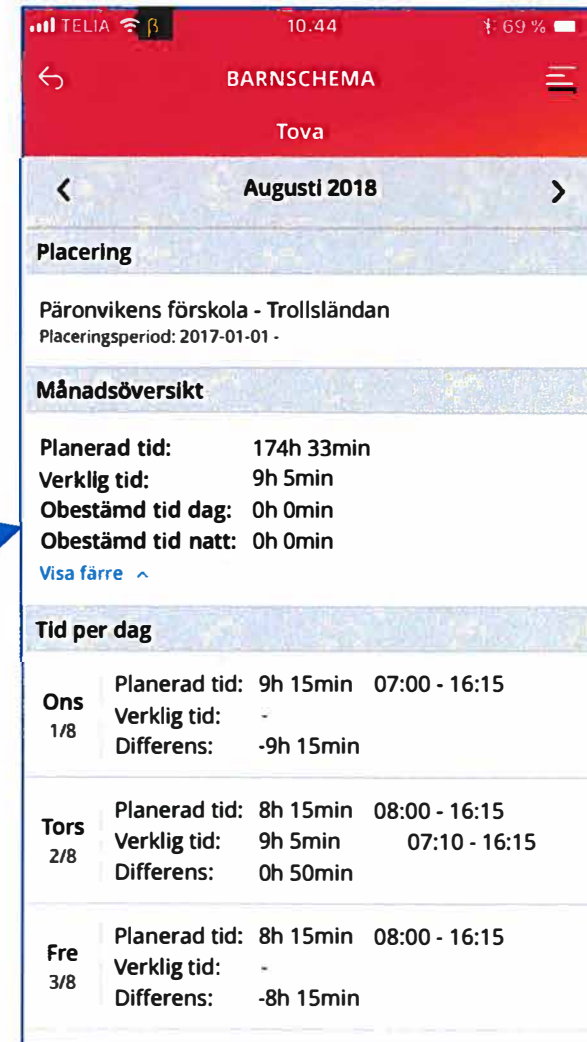 TELIA β 10.44 69 %
BARNSCHEMA
Tova
Augusti 2018
Placering
Päronvikens förskola - Trollsländan
Placeringsperiod: 2017-01-01 -
Månadsöversikt
Planerad tid: 174h 33min
Verklig tid: 9h 5min
Obestämd tid dag: 0h 0min
Obestämd tid natt: 0h 0min
Visa färre
Tid per dag
Ons 1/8
Planerad tid: 9h 15min 07:00 - 16:15
Verklig tid: -
Differens: -9h 15min
Tors 2/8
Planerad tid: 8h 15min 08:00 - 16:15
Verklig tid: 9h 5min 07:10 - 16:15
Differens: 0h 50min
Fre 3/8
Planerad tid: 8h 15min 08:00 - 16:15
Verklig tid: -
Differens: -8h 15min